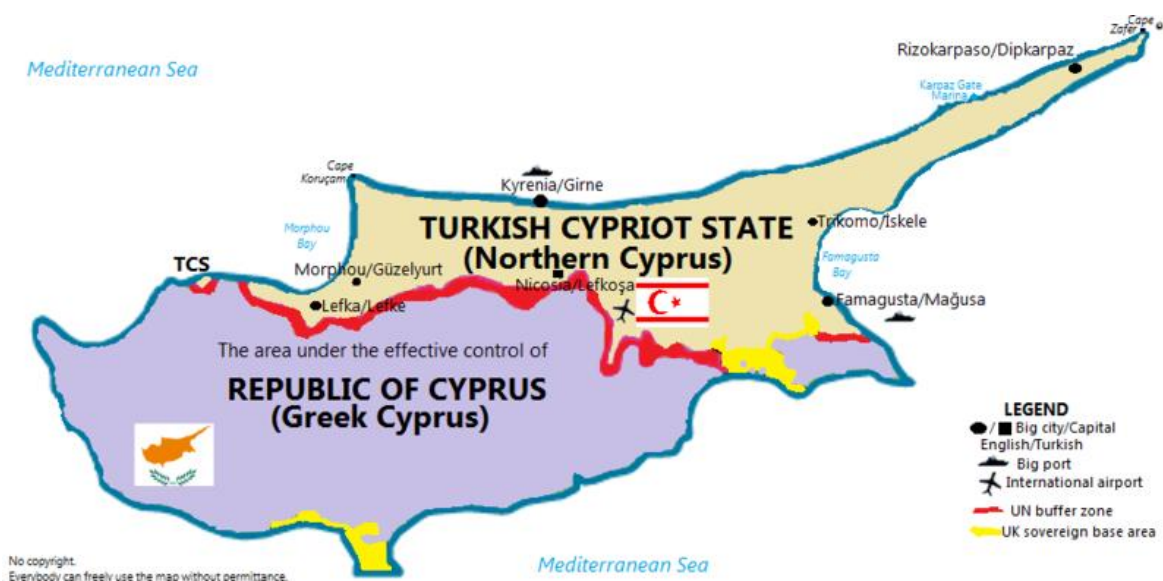 Cape
Zafer
Rizokarpaso/Dipkarpaz
Mediterranean Sea
Karpaz Gate
Marina
Cape
Koruçam
Kyrenia/Girne
TURKISH CYPRIOT STATE
(Northern Cyprus)
Trikomo/İskele
Morphou
Bay
Famagusta
Bay
TCS
Morphou/Güzelyurt
Nicosia/Lefkoşa
Lefka/Lefke
Famagusta/Mağusa
The area under the effective control of
REPUBLIC OF CYPRUS
(Greek Cyprus)
LEGEND
/ Big city/Capital
English/Turkish
Big port
International airport
UN buffer zone
UK sovereign base area
Mediterranean Sea
No copyright.
Everybody can freely use the map without permittance.